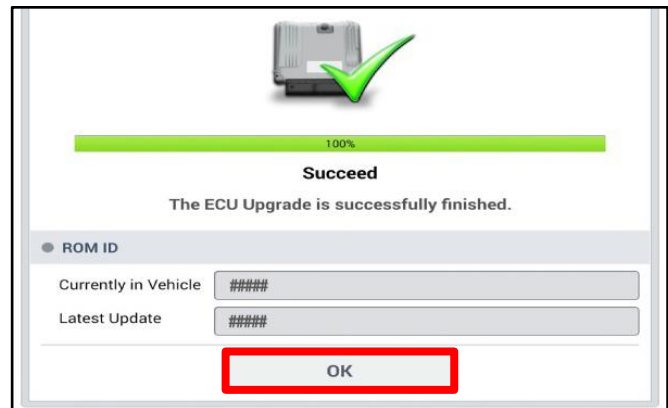 100%
Succeed
The ECU Upgrade is successfully finished.
ROM ID
Currently in Vehicle #####
Latest Update #####
OK